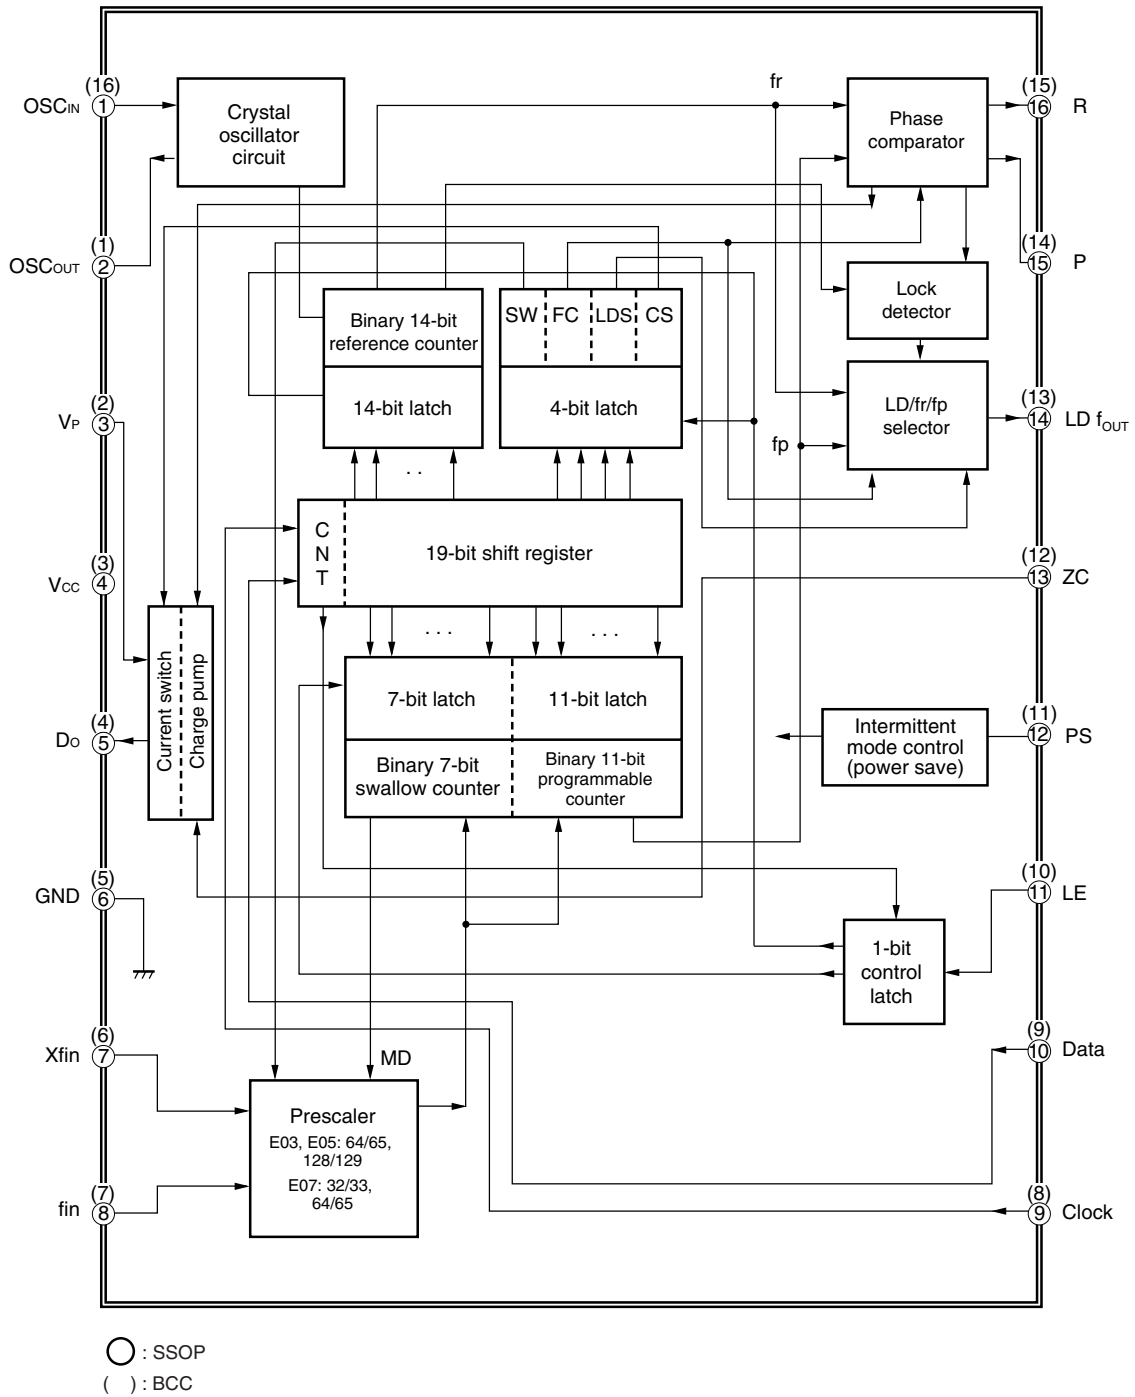 (16)
OSCIN 1
Crystal
oscillator
circuit
fr
Phase
comparator
(15)
16 R
(1)
OSCOUT 2
(14)
15 P
Lock
detector
SW FC LDS CS
Binary 14-bit
reference counter
14-bit latch
4-bit latch
LD/fr/fp
selector
fp
(13)
14 LD fOUT
(2)
VP 3
. .
C
N
T
19-bit shift register
(3)
VCC 4
(12)
13 ZC
. . .
. . .
Current switch
Charge pump
7-bit latch
11-bit latch
Binary 7-bit
swallow counter
Binary 11-bit
programmable
counter
(4)
DO 5
Intermittent
mode control
(power save)
(11)
12 PS
(5)
GND 6
(10)
11 LE
1-bit
control
latch
(6)
Xfin 7
MD
(9)
10 Data
Prescaler
E03, E05: 64/65,
128/129
E07: 32/33,
64/65
(7)
fin 8
(8)
9 Clock
: SSOP
( ) : BCC